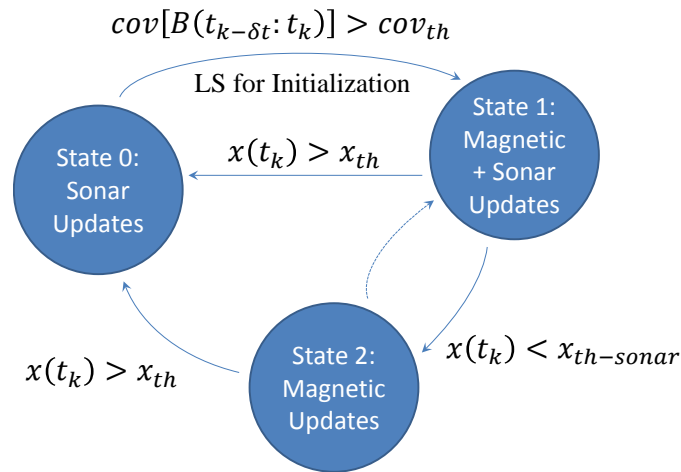 cov[B(t_{k−δt}: t_k)] > cov_{th}
LS for Initialization
State 0:
Sonar
Updates
x(t_k) > x_{th}
State 1:
Magnetic
+ Sonar
Updates
x(t_k) > x_{th}
State 2:
Magnetic
Updates
x(t_k) < x_{th−sonar}